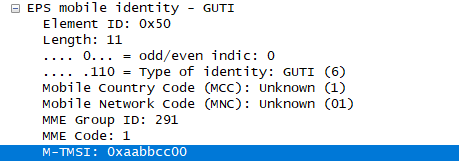 EPS mobile identity - GUTI
Element ID: 0x50
Length: 11
.... 0... = odd/even indic: 0
.... .110 = Type of identity: GUTI (6)
Mobile Country Code (MCC): Unknown (1)
Mobile Network Code (MNC): Unknown (01)
MME Group ID: 291
MME Code: 1
M-TMSI: 0xaabbcc00